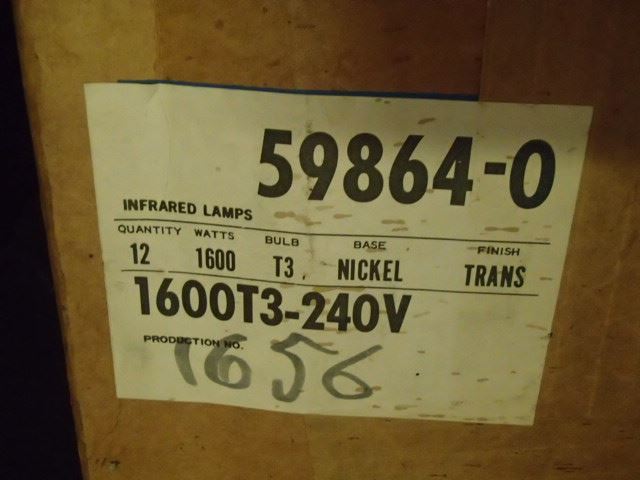 59864-0
INFRARED LAMPS
QUANTITY WATTS BULB BASE FINISH
12 1600 T3 NICKEL TRANS
1600T3-240V
PRODUCTION NO.
1656